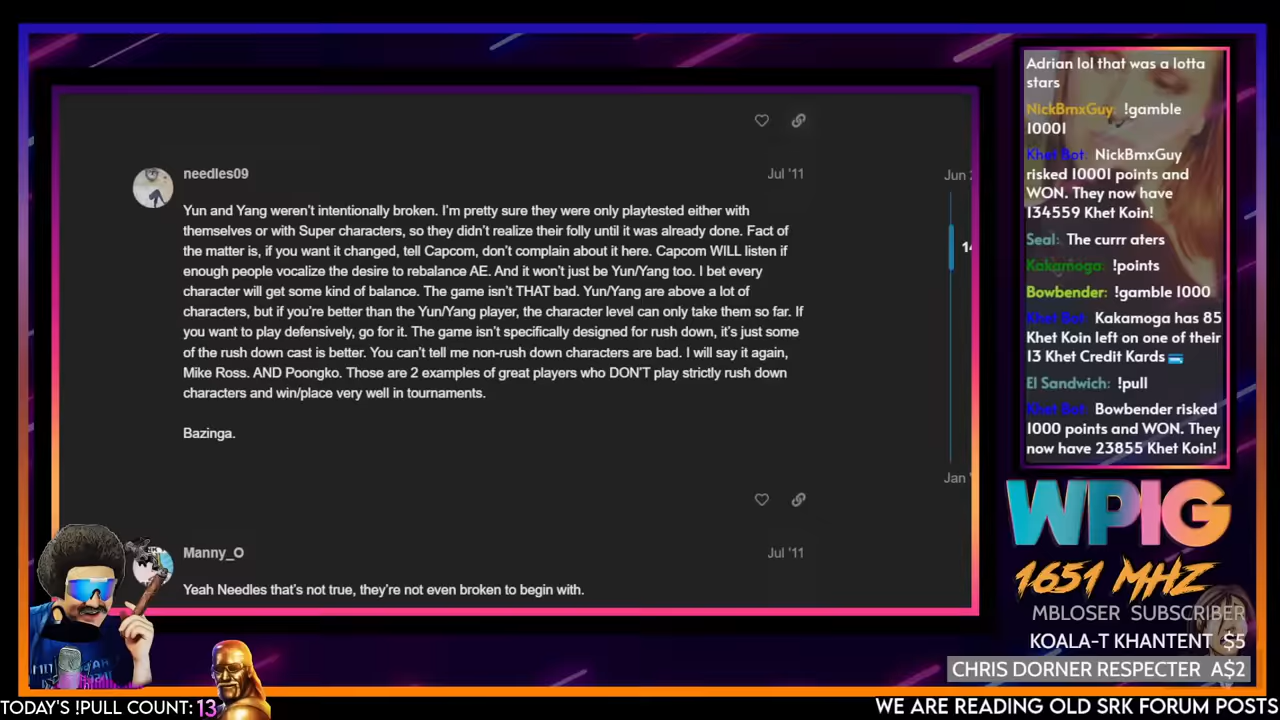 needles09
Jul '11
Yun and Yang weren't intentionally broken. I'm pretty sure they were only playtested either with
themselves or with Super characters, so they didn't realize their folly until it was already done. Fact of
the matter is, if you want it changed, tell Capcom, don't complain about it here. Capcom WILL listen if
enough people vocalize the desire to rebalance AE. And it won't just be Yun/Yang too. I bet every
character will get some kind of balance. The game isn't THAT bad. Yun/Yang are above a lot of
characters, but if you're better than the Yun/Yang player, the character level can only take them so far. If
you want to play defensively, go for it. The game isn't specifically designed for rush down, it's just some
of the rush down cast is better. You can't tell me non-rush down characters are bad. I will say it again,
Mike Ross. AND Poongko. Those are 2 examples of great players who DON'T play strictly rush down
characters and win/place very well in tournaments.
Bazinga.
Manny_O
Jul '11
Yeah Needles that's not true, they're not even broken to begin with.
Jun
Jan
Adrian lol that was a lotta
stars
NickBmxGuy: !gamble
10001
Khet Bot: NickBmxGuy
risked 10001 points and
WON. They now have
134559 Khet Koin!
Seal: The currr aters
Kakamoga: !points
Bowbender: !gamble 1000
Khet Bot: Kakamoga has 85
Khet Koin left on one of their
13 Khet Credit Kards
El Sandwich: !pull
Khet Bot: Bowbender risked
1000 points and WON. They
now have 23855 Khet Koin!
WPIG
1651 MHZ
MBLOSER SUBSCRIBER
KOALA-T KHANTENT $5
CHRIS DORNER RESPECTER A$2
TODAY'S !PULL COUNT: 13
WE ARE READING OLD SRK FORUM POSTS